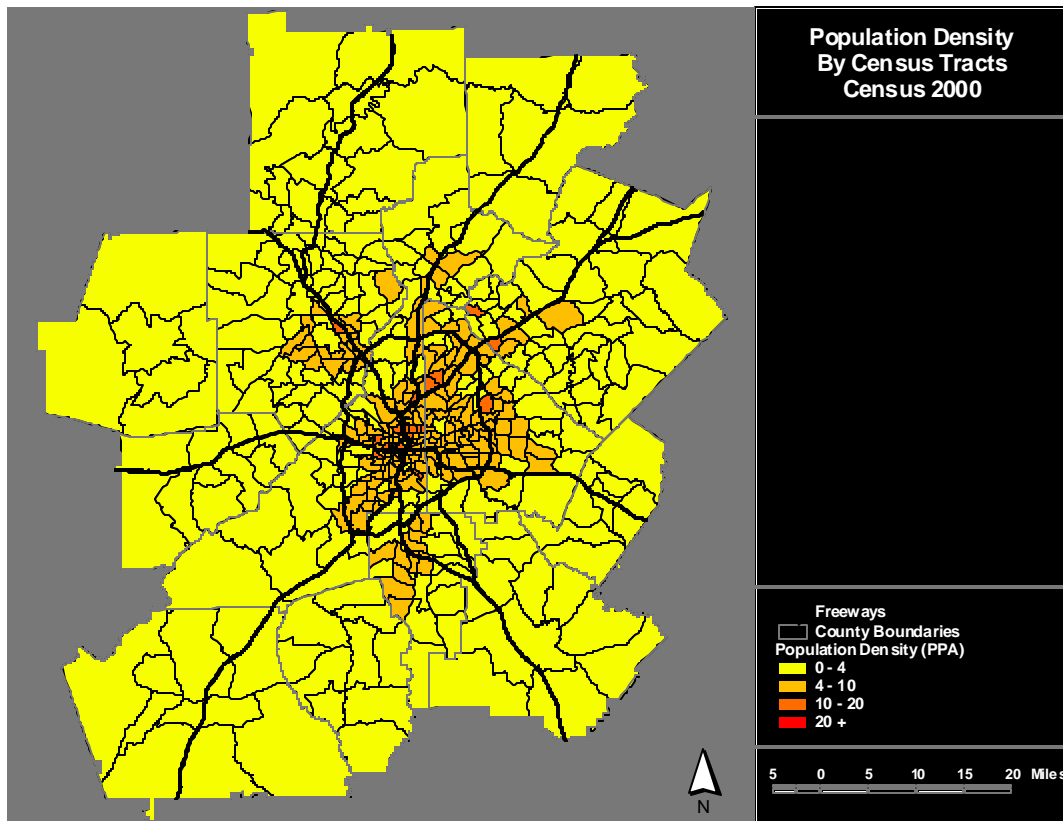 Population Density
By Census Tracts
Census 2000
Freeways
County Boundaries
Population Density (PPA)
0 - 4
4 - 10
10 - 20
20 +
5 0 5 10 15 20 Miles
N